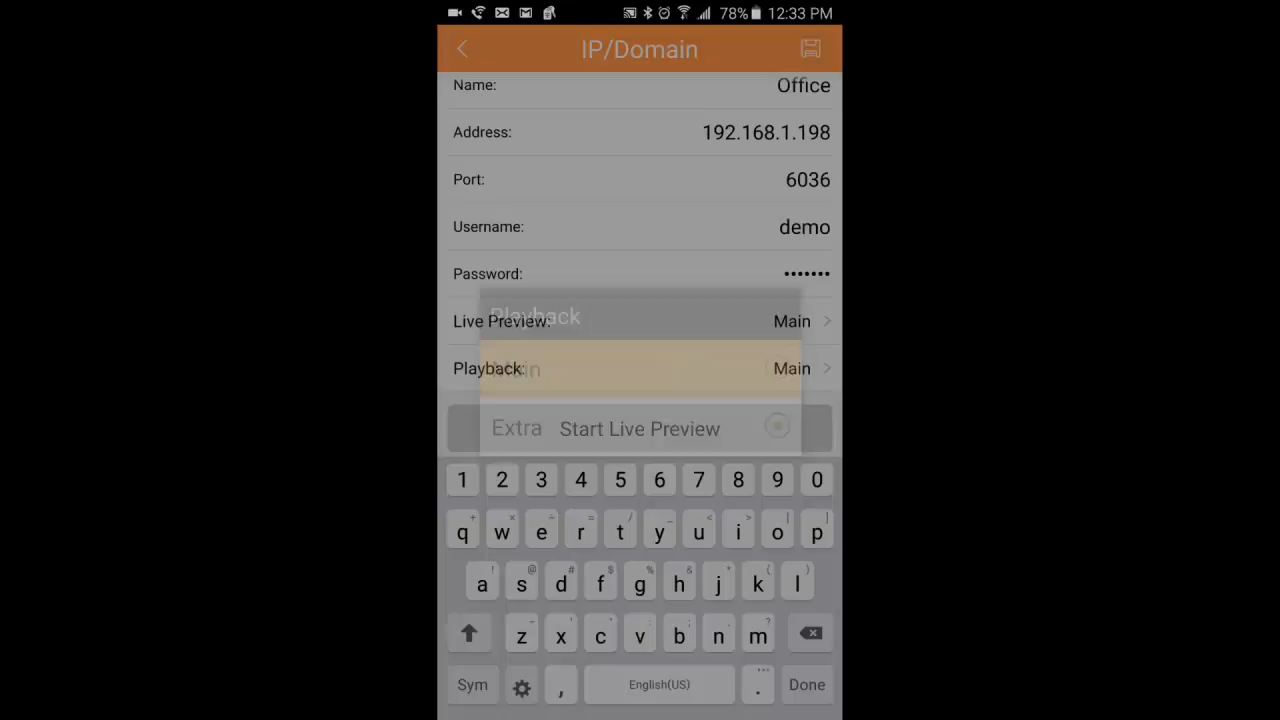 78% 12:33 PM
IP/Domain
Name: Office
Address: 192.168.1.198
Port: 6036
Username: demo
Password: •••••••
Playback
Live Preview: Main
Main
Playback: Main
Extra
Start Live Preview
1 2 3 4 5 6 7 8 9 0
q w e r t y u i o p
a s d f g h j k l
z x c v b n m
Sym , English(US) . Done